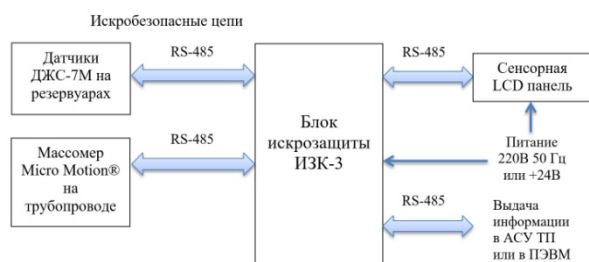 Искробезопасные цепи
Датчики
ДЖС-7М на
резервуарах
RS-485
Массомер
Micro Motion®
на
трубопроводе
RS-485
Блок
искрозащиты
ИЗК-3
RS-485
Сенсорная
LCD панель
Питание
220В 50 Гц
или +24В
RS-485
Выдача
информации
в АСУ ТП
или в ПЭВМ